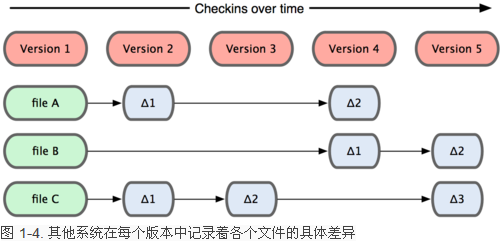 Checkins over time
Version 1 Version 2 Version 3 Version 4 Version 5
file A Δ1 Δ2
file B Δ1 Δ2
file C Δ1 Δ2 Δ3
图 1-4. 其他系统在每个版本中记录着各个文件的具体差异